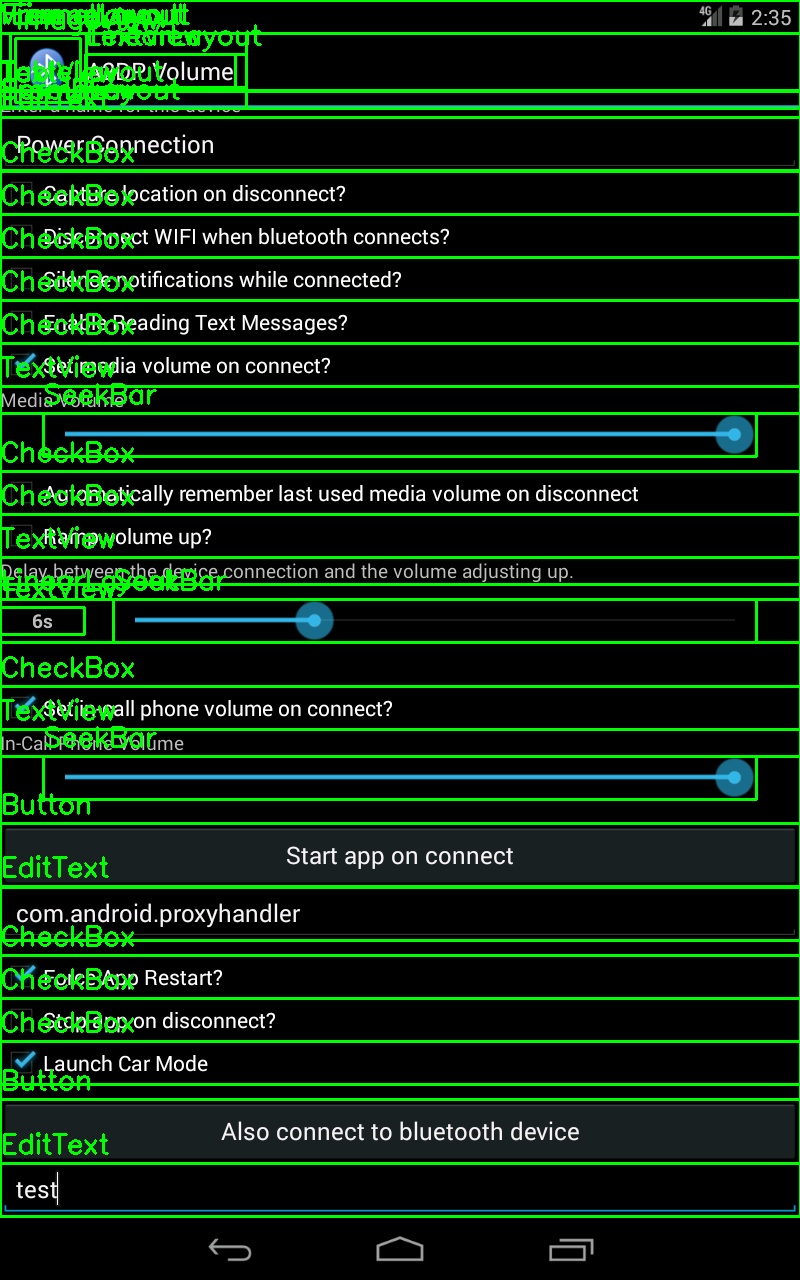 2:35
TextView
A2DP Volume
Enter a name for this device
Power Connection
CheckBox
Capture location on disconnect?
CheckBox
Disconnect WIFI when bluetooth connects?
CheckBox
Silence notifications while connected?
CheckBox
Enable Reading Text Messages?
CheckBox
Set media volume on connect?
TextView
Media Volume
SeekBar
CheckBox
Automatically remember last used media volume on disconnect
CheckBox
Ramp volume up?
TextView
Delay between the device connection and the volume adjusting up.
LinearLayout
SeekBar
TextView
6s
CheckBox
Set in-call phone volume on connect?
TextView
In-Call Phone Volume
SeekBar
Button
Start app on connect
EditText
com.android.proxyhandler
CheckBox
Force App Restart?
CheckBox
Stop app on disconnect?
CheckBox
Launch Car Mode
Button
Also connect to bluetooth device
EditText
test